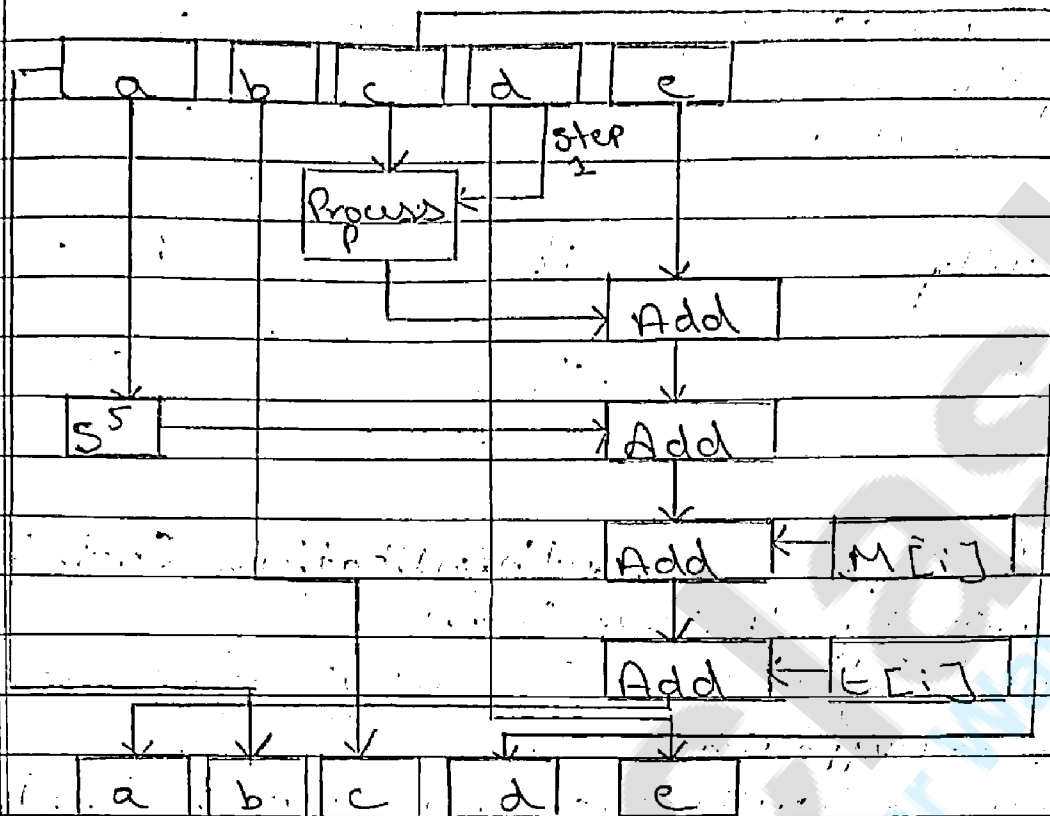 a b c d e
step
1
Process
P
Add
S⁵ Add
Add M[i]
Add t[i]
a b c d e